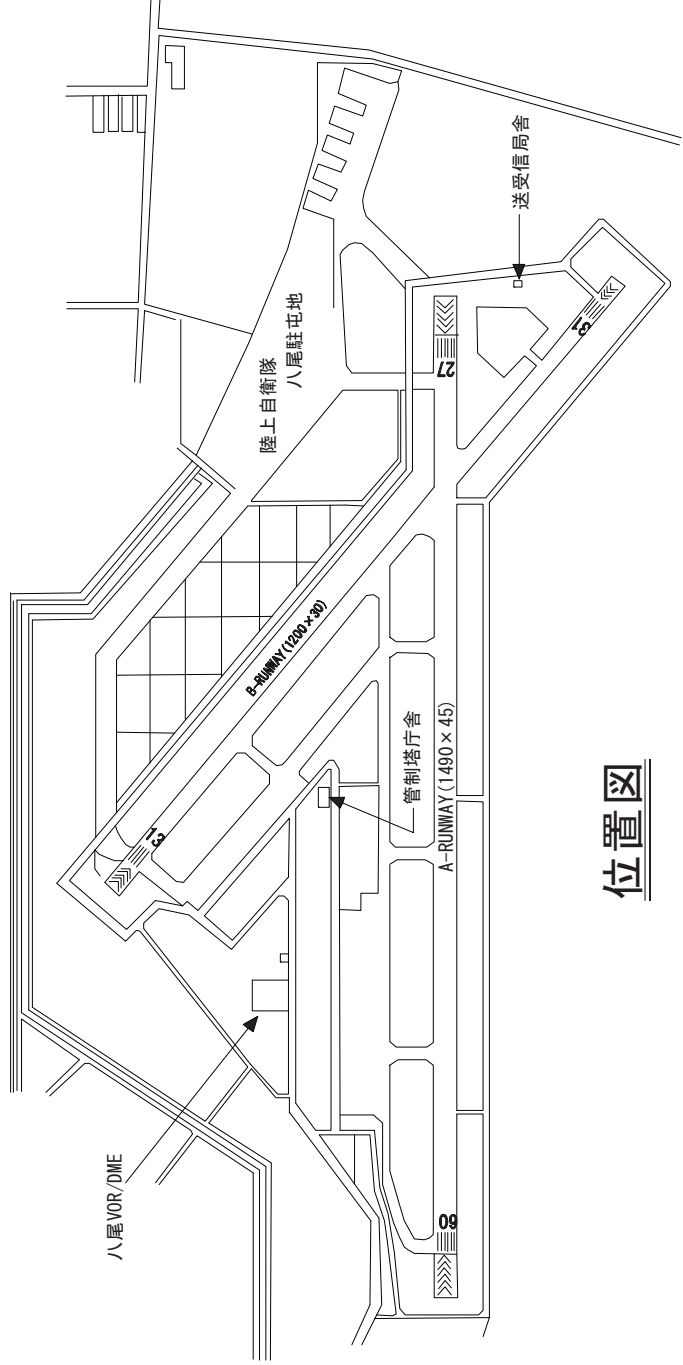 位置図
八尾VOR/DME
陸上自衛隊
八尾駐屯地
送受信局舎
管制塔庁舎
A-RUNWAY(1490×45)
B-RUNWAY(1200×30)
13
31
09
27